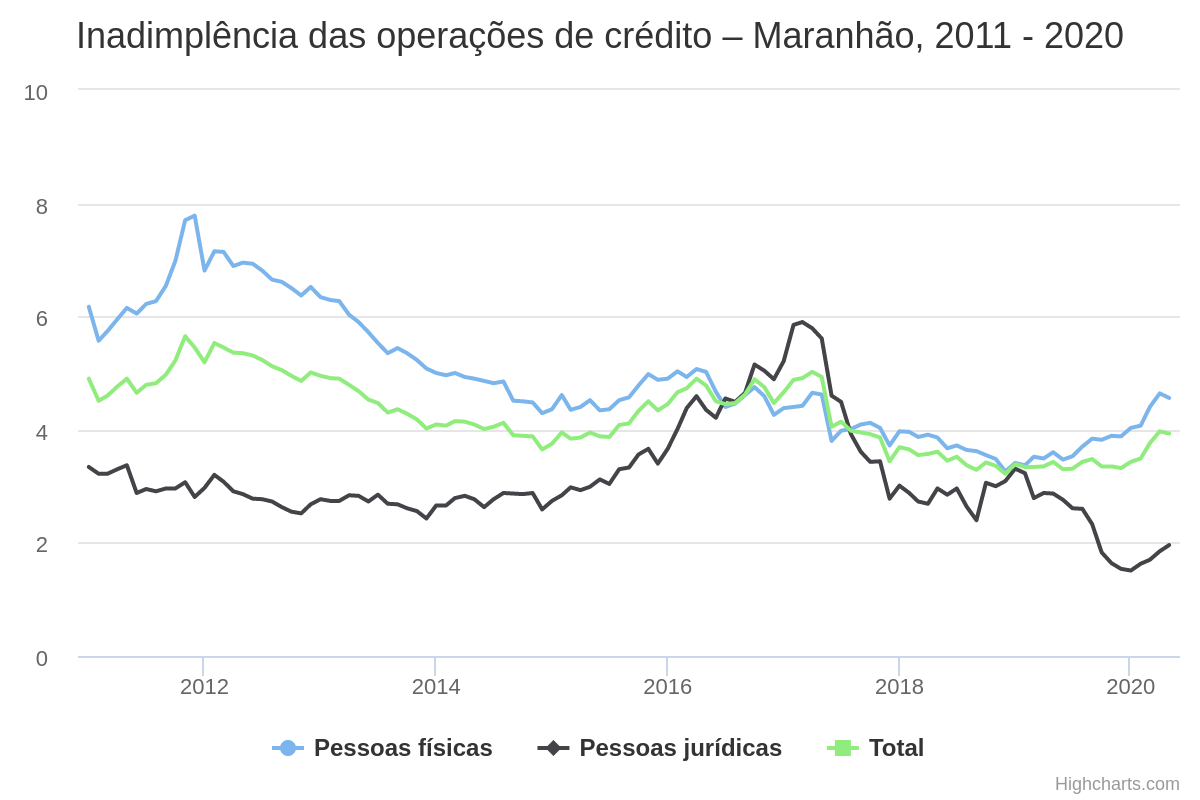 Inadimplência das operações de crédito – Maranhão, 2011 - 2020
10
8
6
4
2
0
2012 2014 2016 2018 2020
Pessoas físicas Pessoas jurídicas Total
Highcharts.com